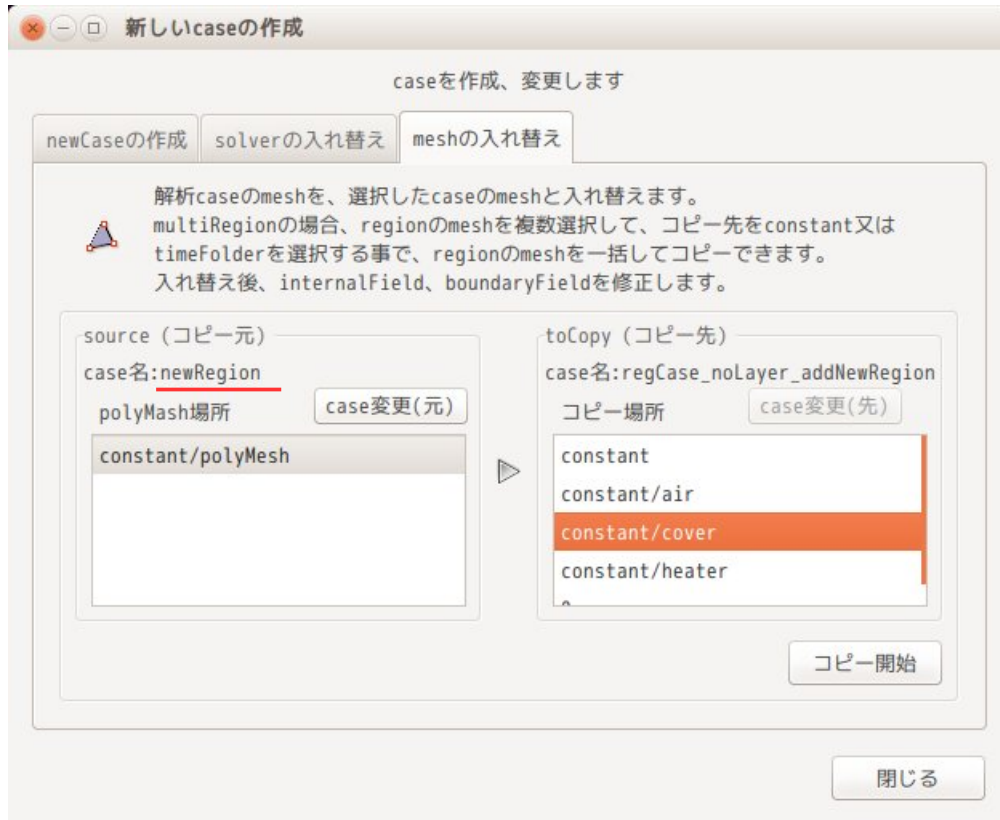 新しいcaseの作成
caseを作成、変更します
newCaseの作成
solverの入れ替え
meshの入れ替え
解析caseのmeshを、選択したcaseのmeshと入れ替えます。
multiRegionの場合、regionのmeshを複数選択して、コピー先をconstant又は
timeFolderを選択する事で、regionのmeshを一括してコピーできます。
入れ替え後、internalField、boundaryFieldを修正します。
source (コピー元)
case名:newRegion
polyMash場所
case変更(元)
constant/polyMesh
toCopy (コピー先)
case名:regCase_noLayer_addNewRegion
コピー場所
case変更(先)
constant
constant/air
constant/cover
constant/heater
コピー開始
閉じる